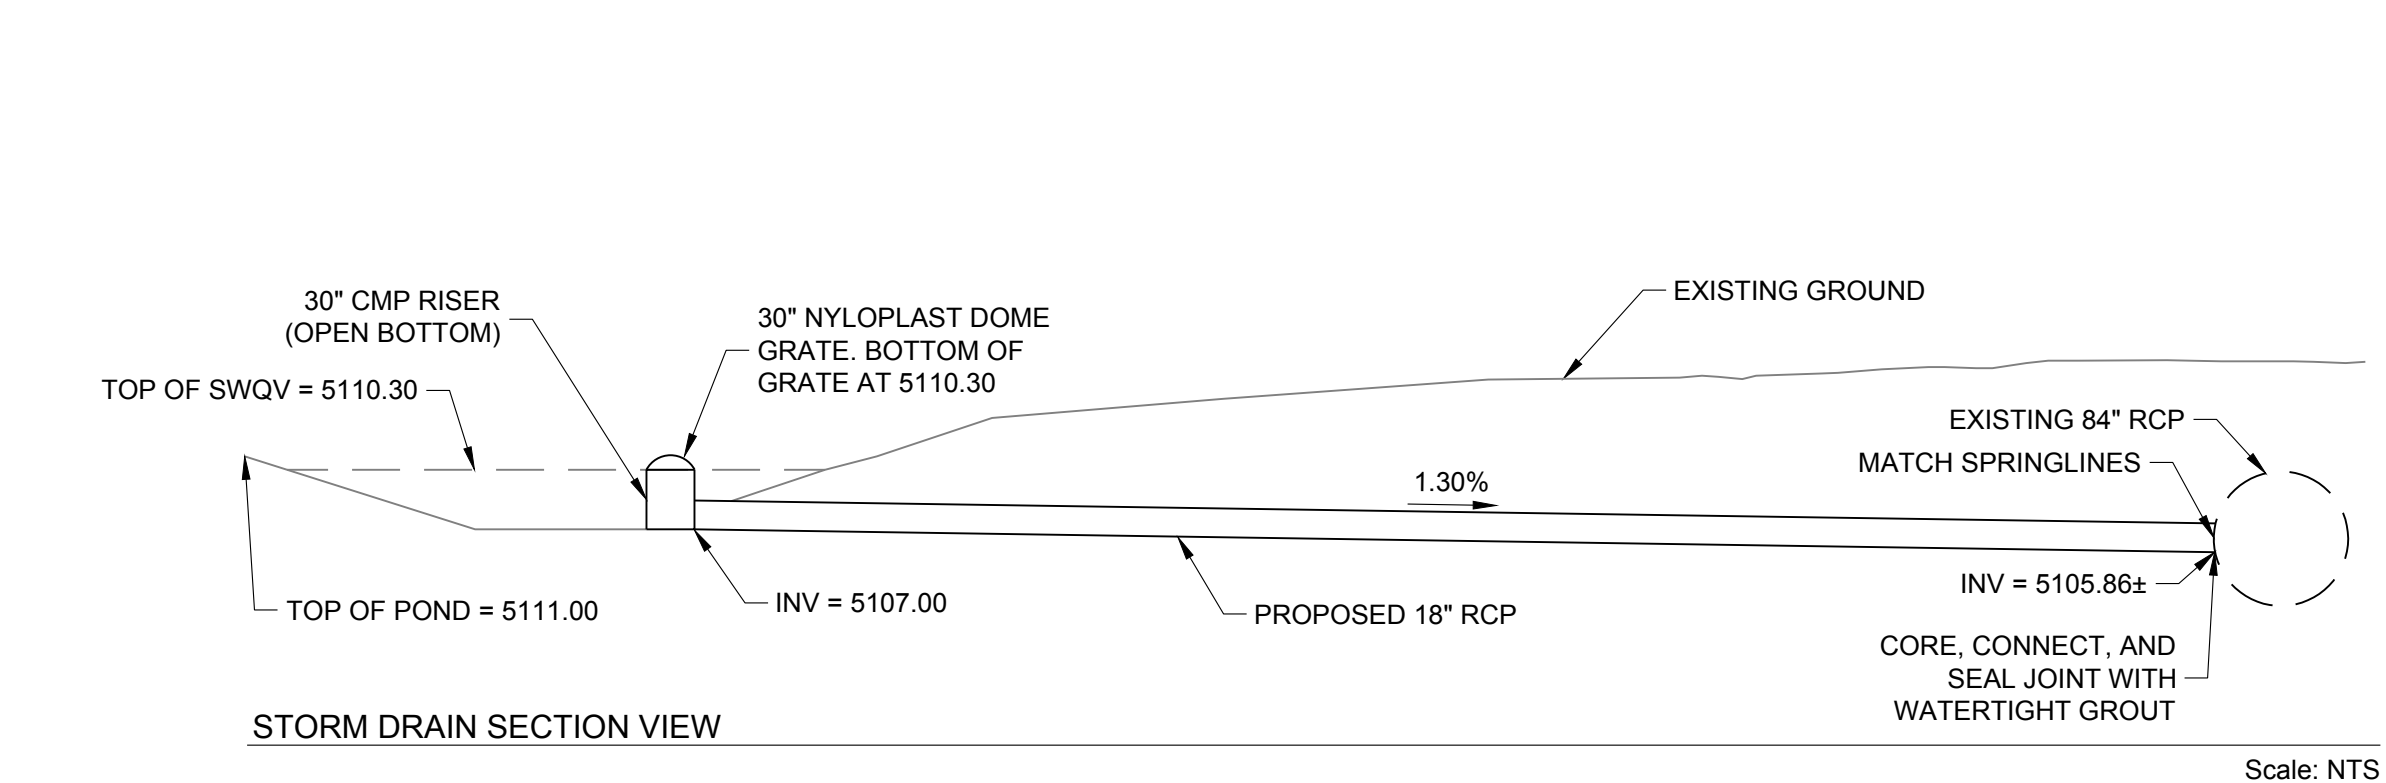 30" CMP RISER
(OPEN BOTTOM)
30" NYLOPLAST DOME
GRATE. BOTTOM OF
GRATE AT 5110.30
EXISTING GROUND
TOP OF SWQV = 5110.30
EXISTING 84" RCP
MATCH SPRINGLINES
1.30%
TOP OF POND = 5111.00
INV = 5107.00
PROPOSED 18" RCP
INV = 5105.86±
CORE, CONNECT, AND
SEAL JOINT WITH
WATERTIGHT GROUT
STORM DRAIN SECTION VIEW
Scale: NTS